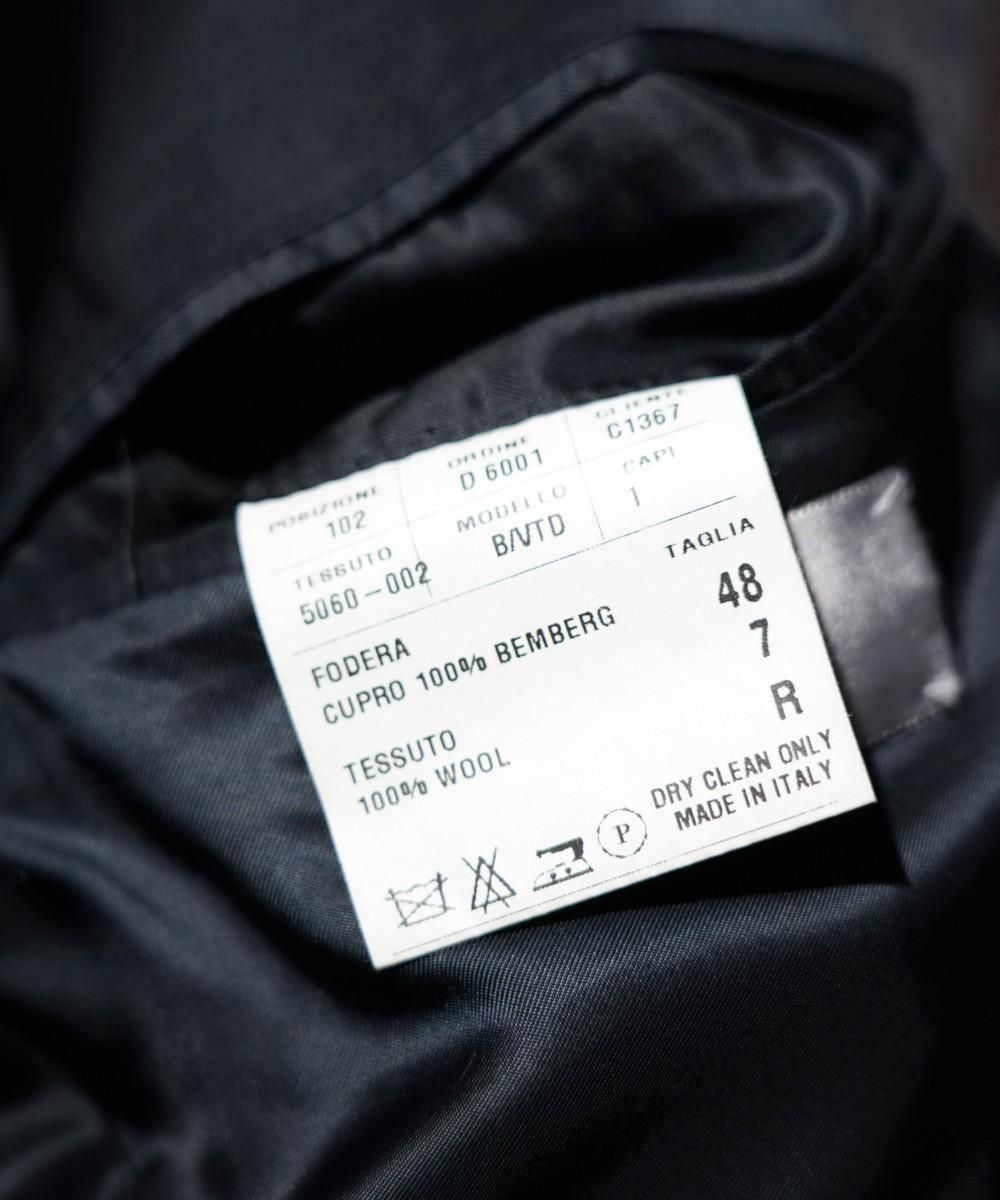 POSIZIONE ORDINE CLIENTE
102 D 6001 C1367
TESSUTO MODELLO CAPI
5060-002 B/VTD 1
TAGLIA
FODERA 48
CUPRO 100% BEMBERG 7
TESSUTO R
100% WOOL
DRY CLEAN ONLY
P MADE IN ITALY